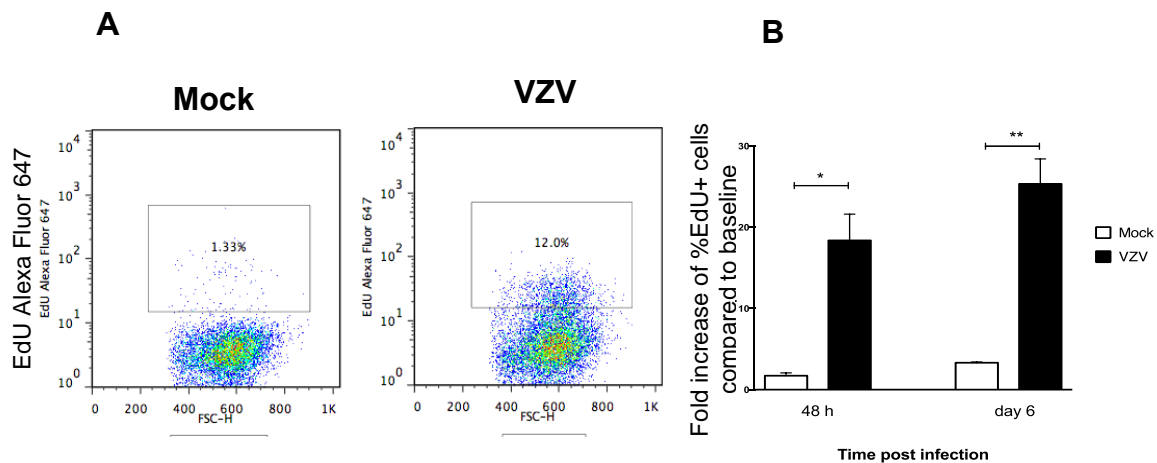 A
Mock
EdU Alexa Fluor 647
EdU Alexa Fluor 647
10^4
10^3
10^2
10^1
10^0
1.33%
0 200 400 600 800 1K
FSC-H
VZV
EdU Alexa Fluor 647
10^4
10^3
10^2
10^1
10^0
12.0%
0 200 400 600 800 1K
FSC-H
B
Fold increase of %EdU+ cells
compared to baseline
30
20
10
0
*
**
48 h day 6
Time post infection
Mock
VZV